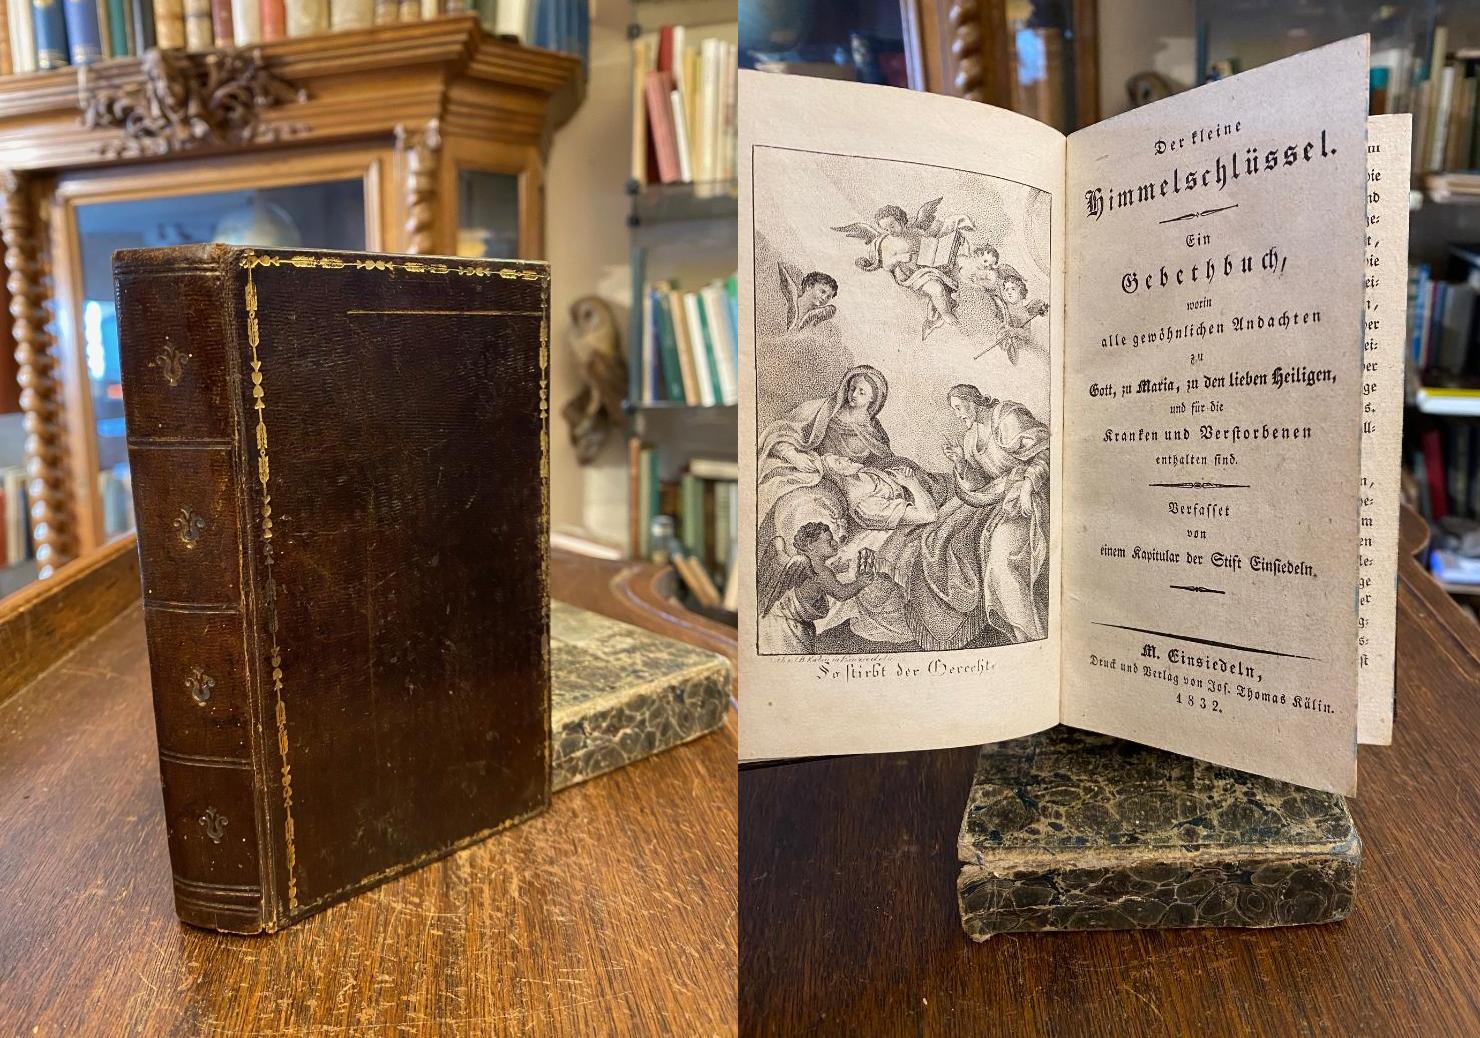 So stirbt der Gerechte
Der kleine
Himmelschlüssel.
Ein
Gebethbuch,
worin
alle gewöhnlichen Andachten
zu
Gott, zu Maria, zu den lieben Heiligen,
und für die
Kranken und Verstorbenen
enthalten sind.
Verfasset
von
einem Kapitular der Stift Einsiedeln.
M. Einsiedeln,
Druck und Verlag von Jos. Thomas Kälin.
1832.